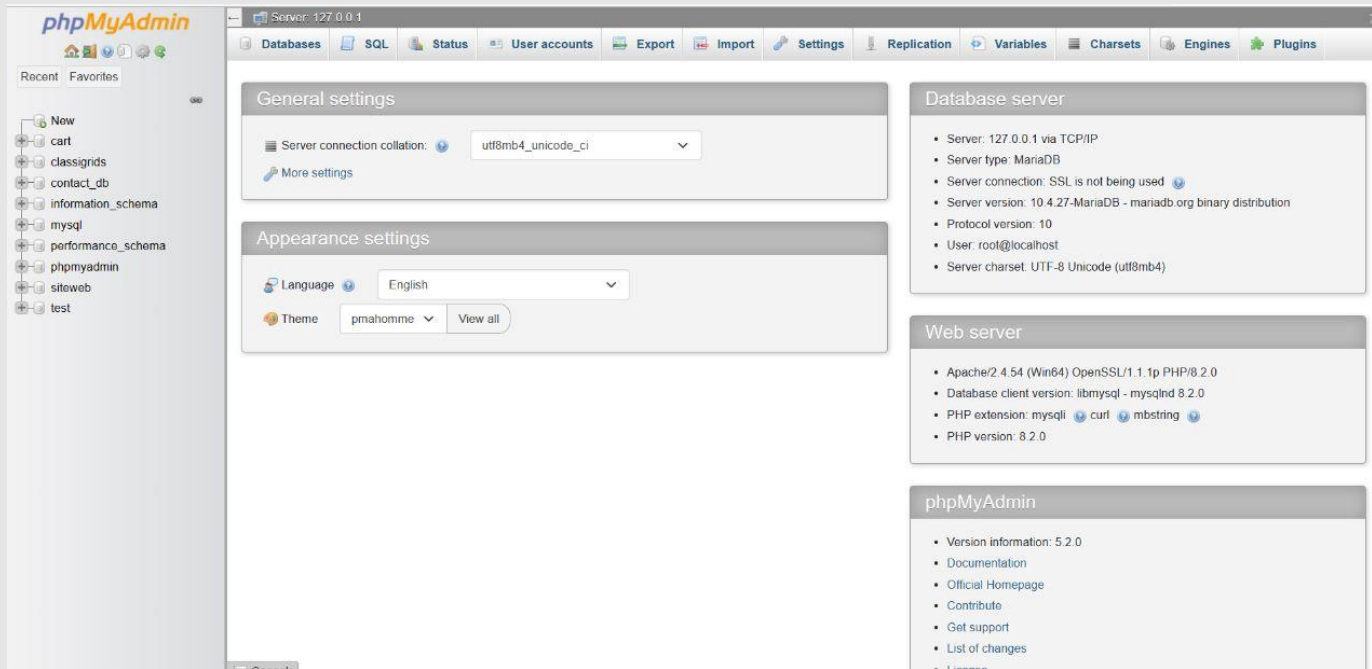 phpMyAdmin
Recent Favorites
New
cart
classigrids
contact_db
information_schema
mysql
performance_schema
phpmyadmin
siteweb
test
Server: 127.0.0.1
Databases SQL Status User accounts Export Import Settings Replication Variables Charsets Engines Plugins
General settings
Server connection collation: utf8mb4_unicode_ci
More settings
Appearance settings
Language English
Theme pmahomme View all
Database server
Server: 127.0.0.1 via TCP/IP
Server type: MariaDB
Server connection: SSL is not being used
Server version: 10.4.27-MariaDB - mariadb.org binary distribution
Protocol version: 10
User: root@localhost
Server charset: UTF-8 Unicode (utf8mb4)
Web server
Apache/2.4.54 (Win64) OpenSSL/1.1.1p PHP/8.2.0
Database client version: libmysql - mysqlnd 8.2.0
PHP extension: mysqli curl mbstring
PHP version: 8.2.0
phpMyAdmin
Version information: 5.2.0
Documentation
Official Homepage
Contribute
Get support
List of changes